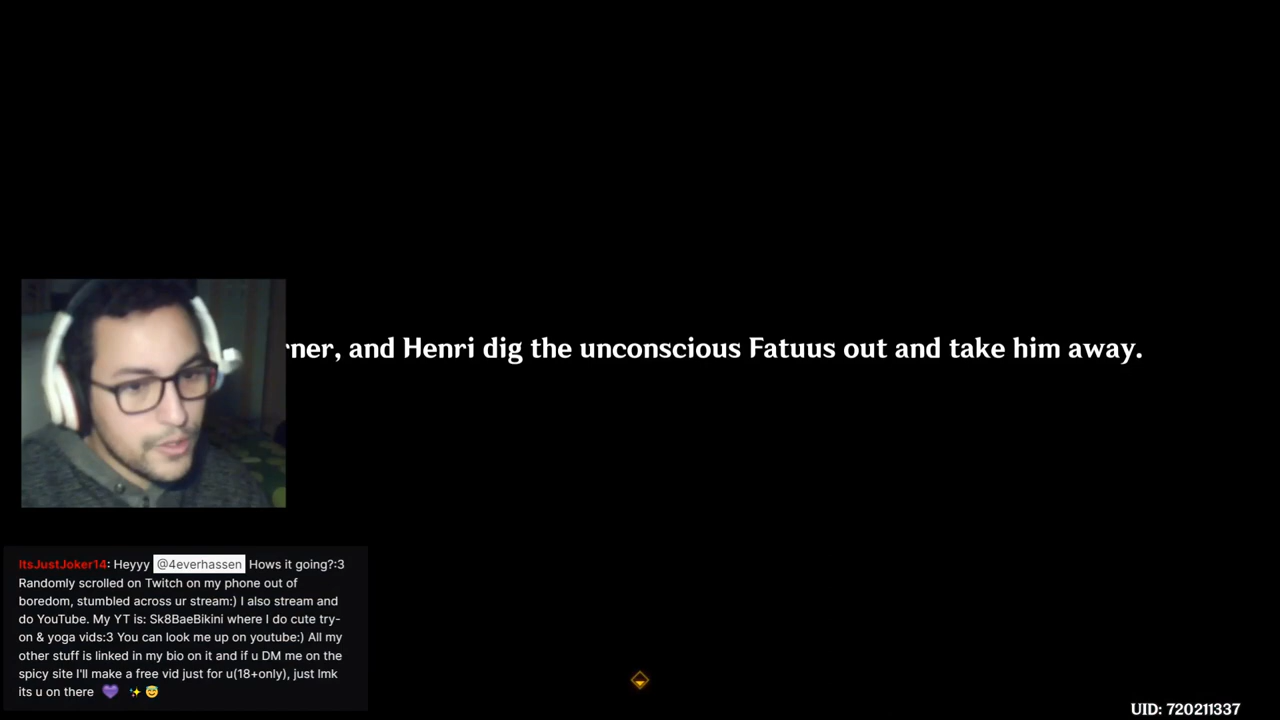 rner, and Henri dig the unconscious Fatuus out and take him away.
ItsJustJoker14: Heyyy @4everhassen Hows it going?:3
Randomly scrolled on Twitch on my phone out of
boredom, stumbled across ur stream:) I also stream and
do YouTube. My YT is: Sk8BaeBikini where I do cute try-
on & yoga vids:3 You can look me up on youtube:) All my
other stuff is linked in my bio on it and if u DM me on the
spicy site I'll make a free vid just for u(18+only), just lmk
its u on there 💜 ✨😅
UID: 720211337